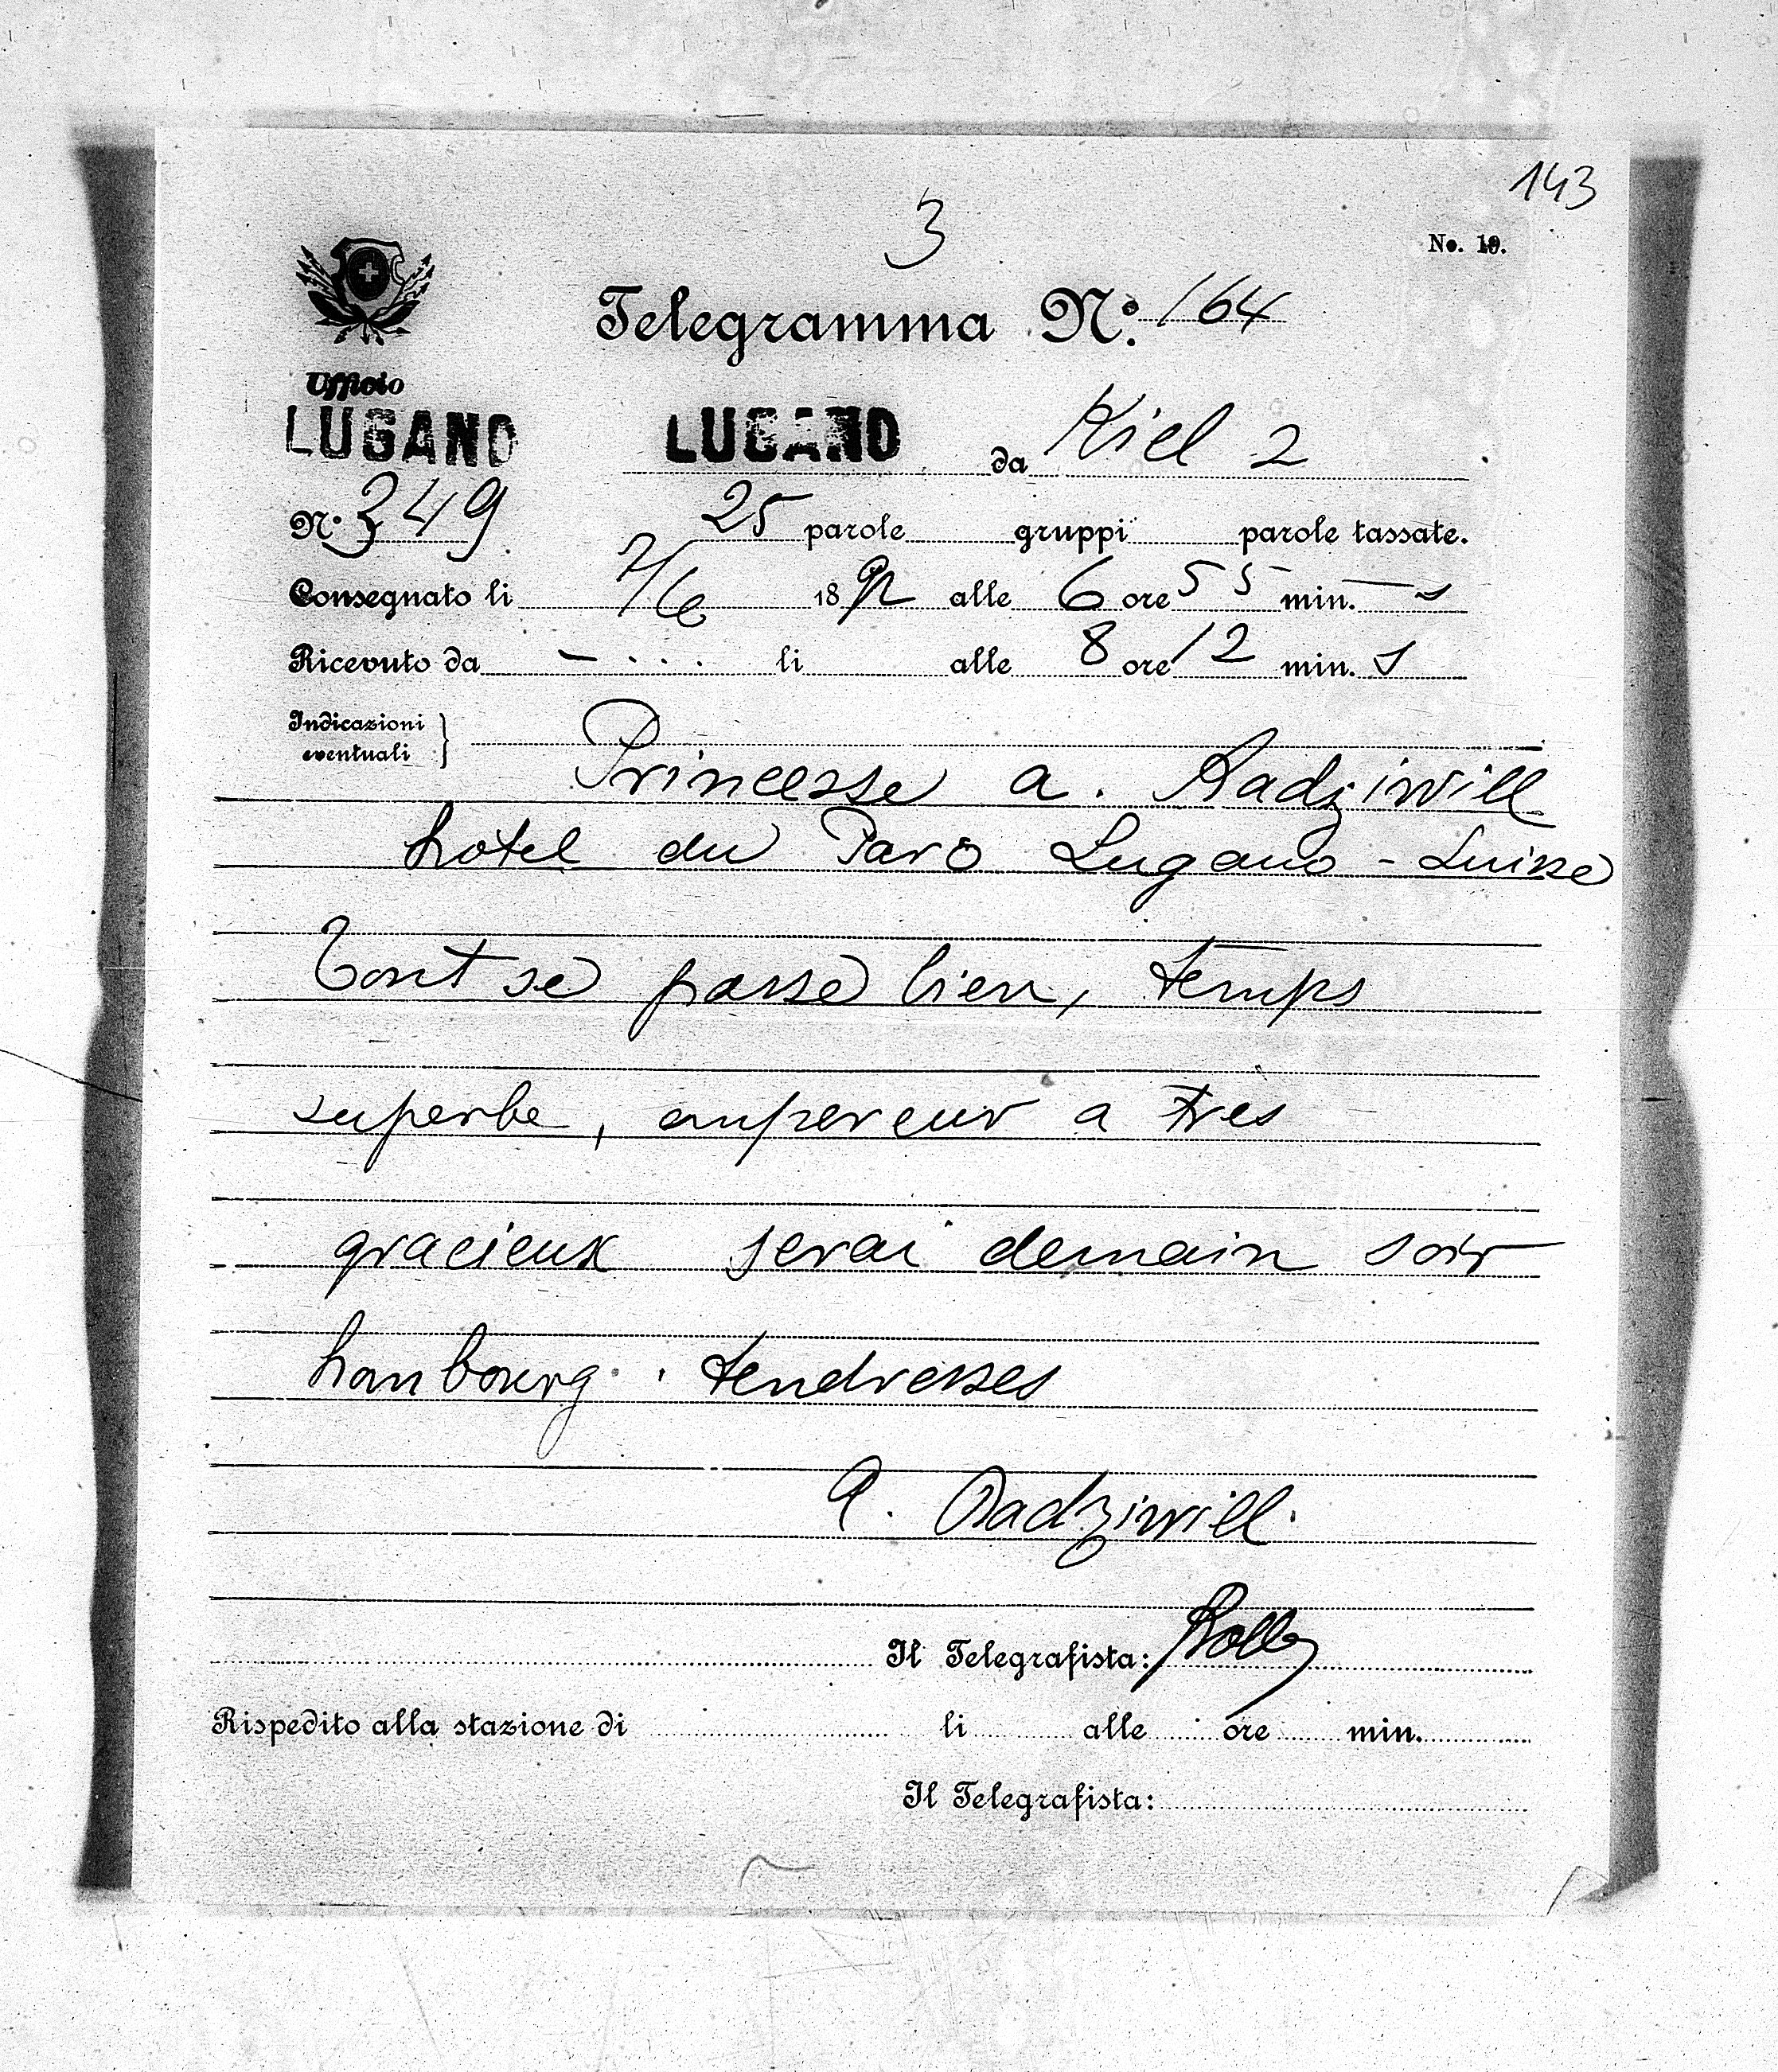 143
3
No. 19.
Telegramma No: 164
Ufficio
LUGANO LUGANO da Kiel 2
No: 349 25 parole gruppi parole tassate.
Consegnato li 7/6 1892 alle 6 ore 55 min. s
Ricevuto da - . . . . li alle 8 ore 12 min. s
Indicazioni
eventuali
Princesse a. Radziwill
hotel du Parc Lugano - Suisse
Tout se passe bien, temps
superbe, empereur a tres
gracieux serai demain soir
hambourg. tendresses
A. Radziwill.
Il Telegrafista:
Rispedito alla stazione di li alle ore min.
Il Telegrafista: